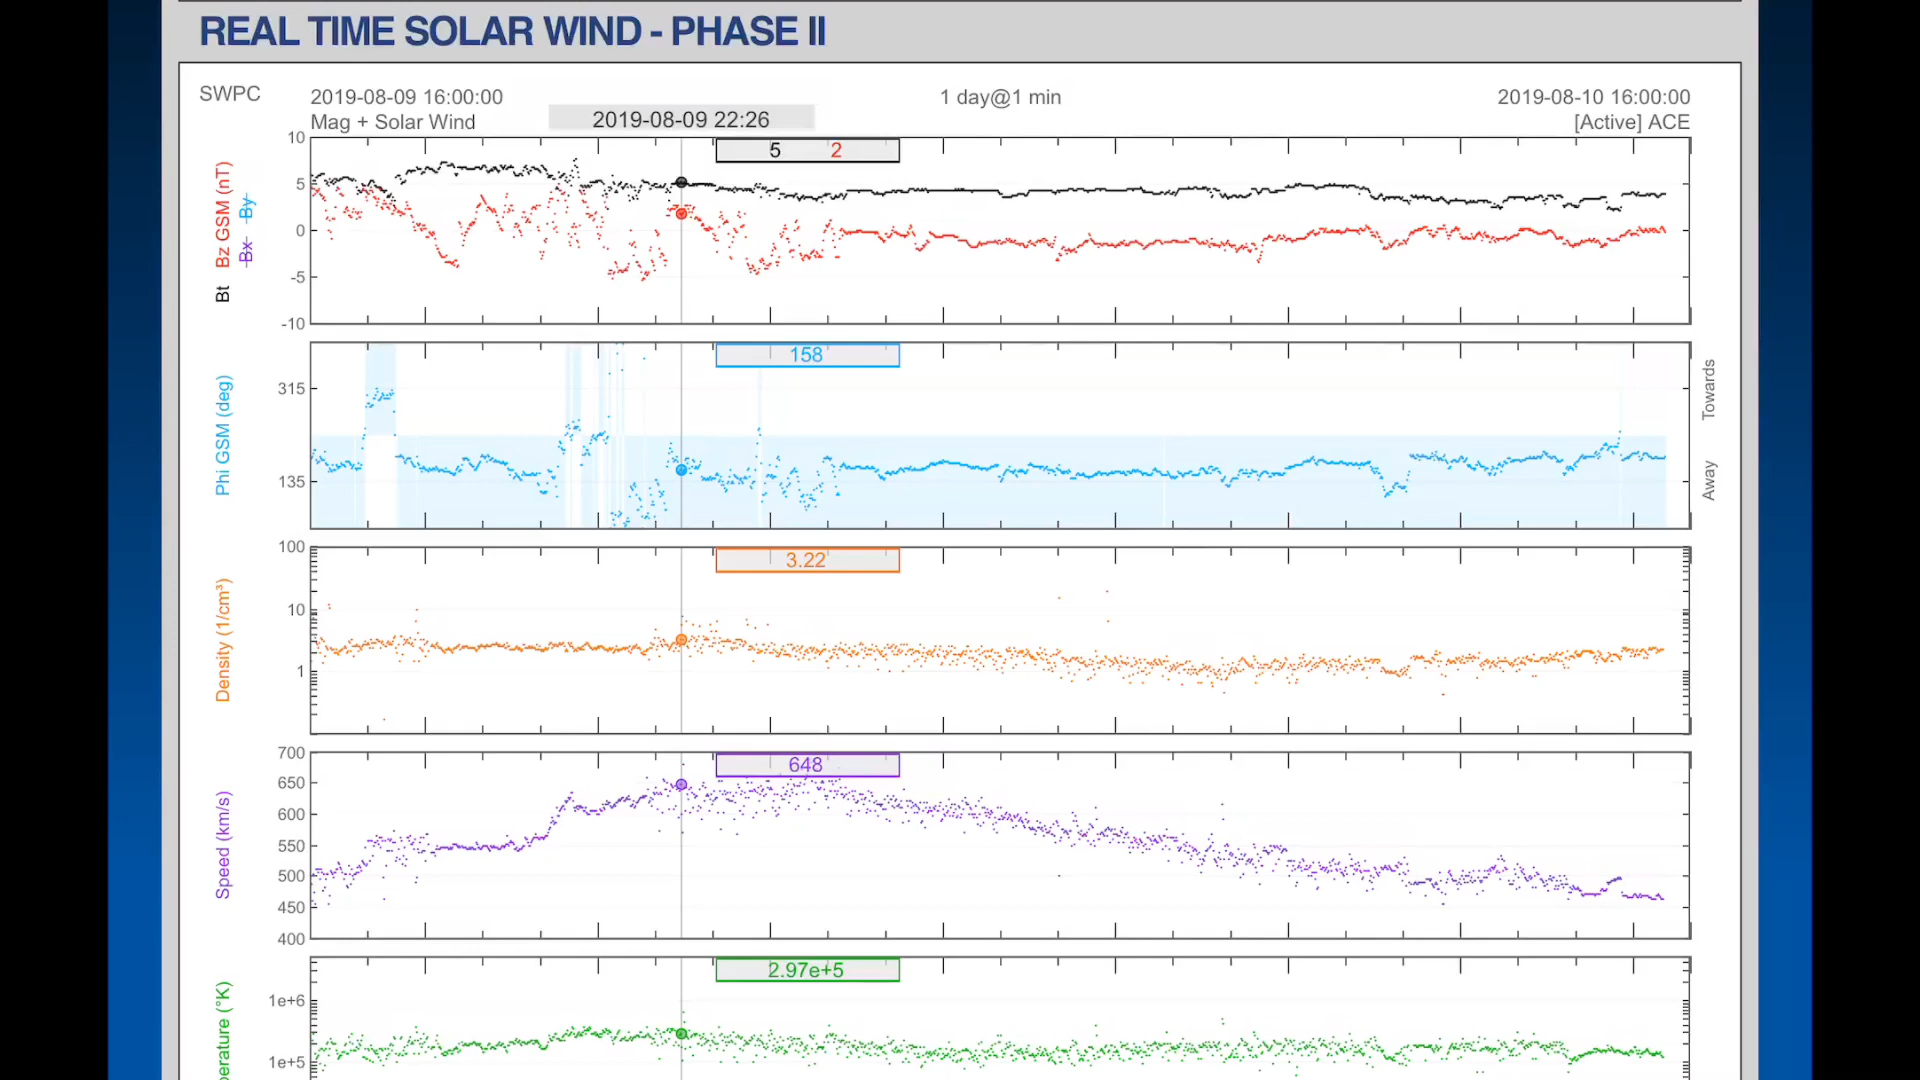 REAL TIME SOLAR WIND - PHASE II
SWPC
2019-08-09 16:00:00
1 day@1 min
2019-08-10 16:00:00
Mag + Solar Wind
2019-08-09 22:26
[Active] ACE
Bt Bz GSM (nT)
Bx By
10
5
0
-5
-10
5 2
Phi GSM (deg)
315
135
158
Towards
Away
Density (1/cm³)
100
10
1
3.22
Speed (km/s)
700
650
600
550
500
450
400
648
1e+6
1e+5
2.97e+5